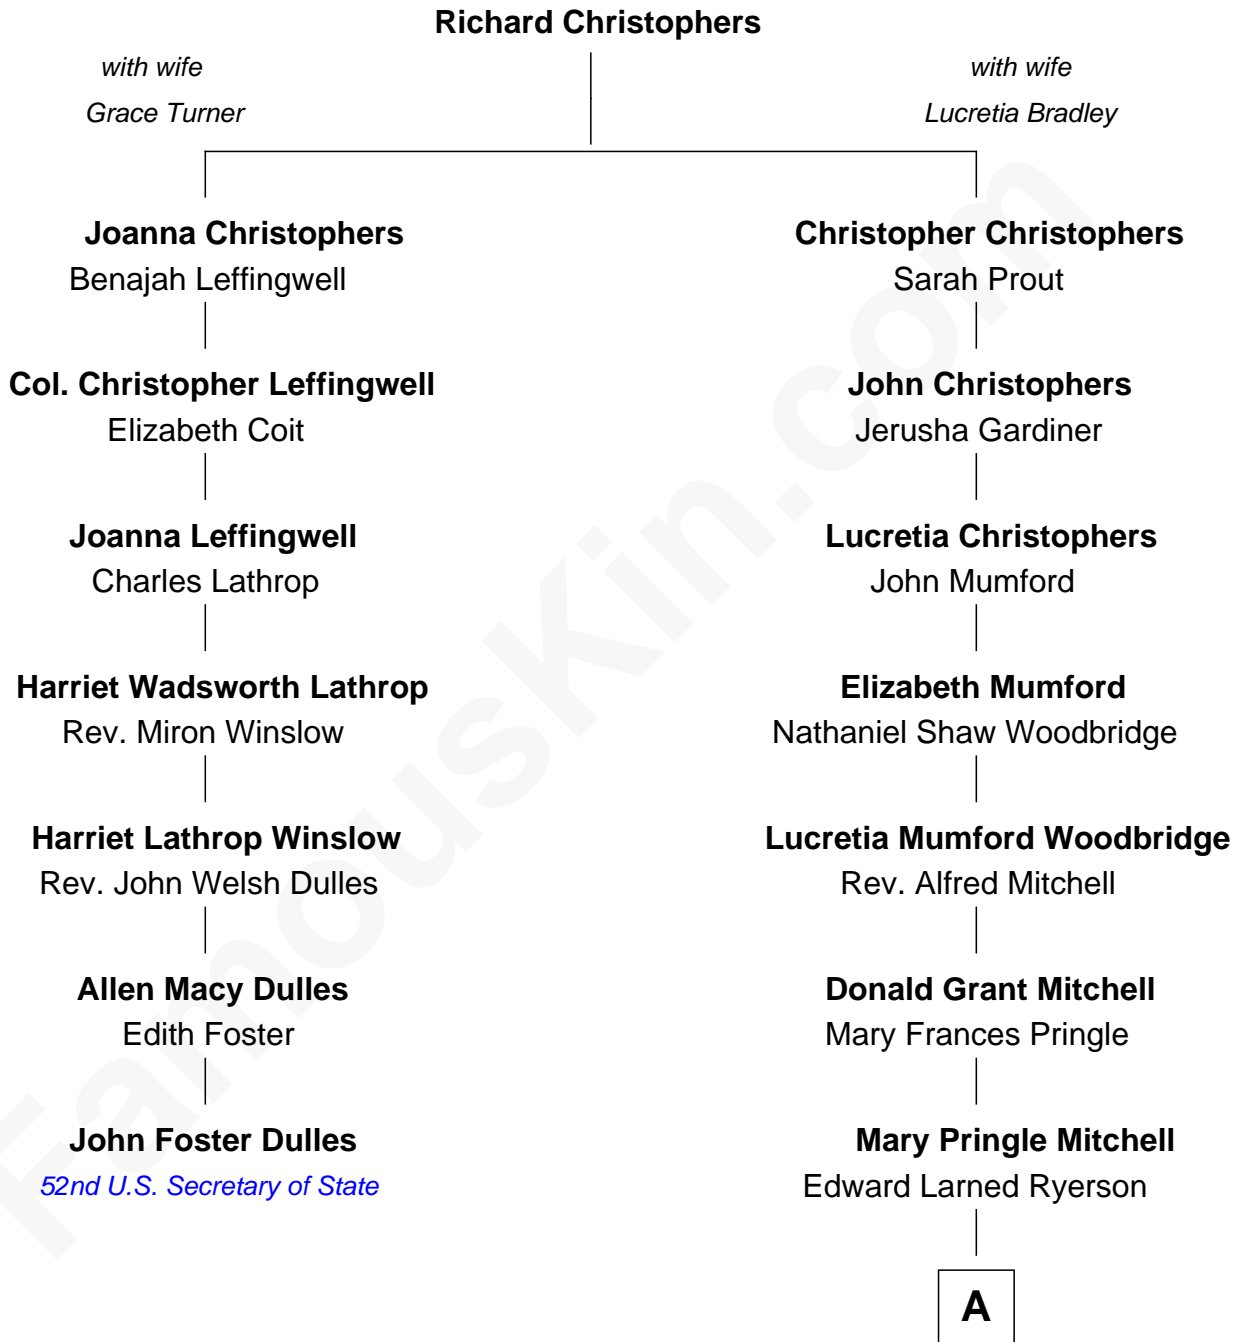 Richard Christophers
with wife
Grace Turner
with wife
Lucretia Bradley
Joanna Christophers
Benajah Leffingwell
Christopher Christophers
Sarah Prout
Col. Christopher Leffingwell
Elizabeth Coit
John Christophers
Jerusha Gardiner
Joanna Leffingwell
Charles Lathrop
Lucretia Christophers
John Mumford
Harriet Wadsworth Lathrop
Rev. Miron Winslow
Elizabeth Mumford
Nathaniel Shaw Woodbridge
Harriet Lathrop Winslow
Rev. John Welsh Dulles
Lucretia Mumford Woodbridge
Rev. Alfred Mitchell
Allen Macy Dulles
Edith Foster
Donald Grant Mitchell
Mary Frances Pringle
John Foster Dulles
52nd U.S. Secretary of State
Mary Pringle Mitchell
Edward Larned Ryerson
A
FamousKin.com